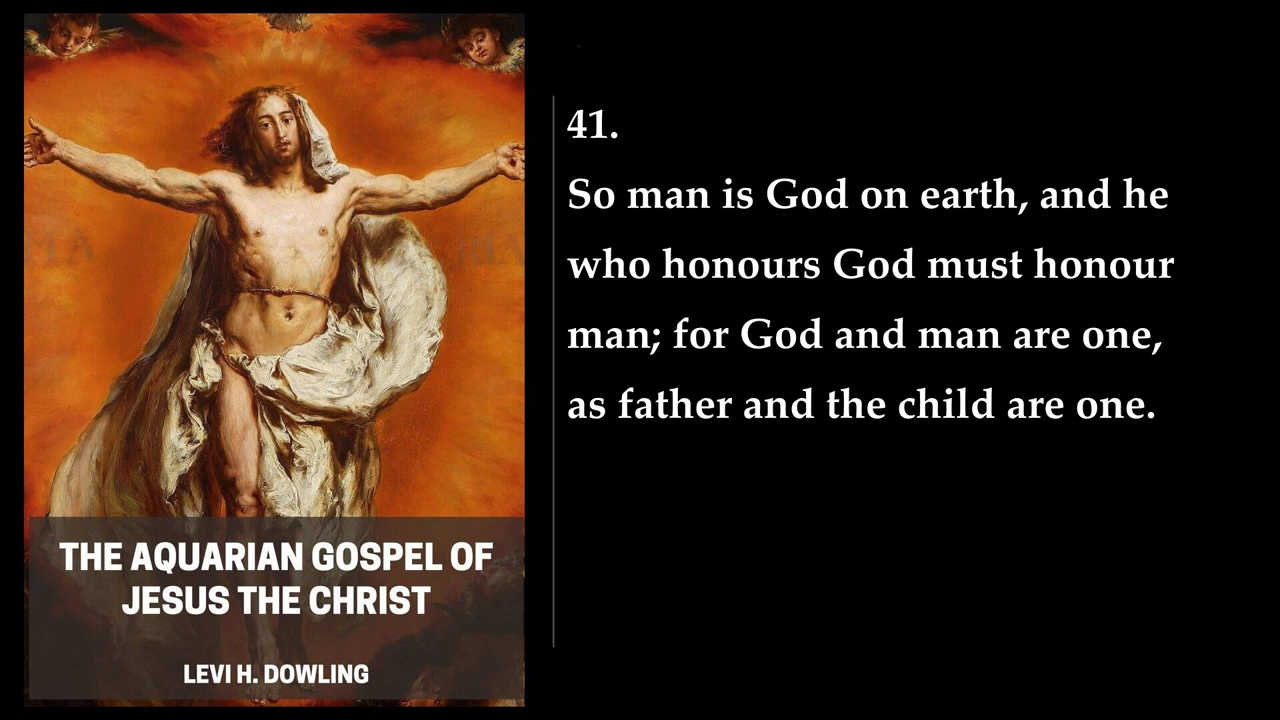 41.
So man is God on earth, and he
who honours God must honour
man; for God and man are one,
as father and the child are one.
THE AQUARIAN GOSPEL OF
JESUS THE CHRIST
LEVI H. DOWLING